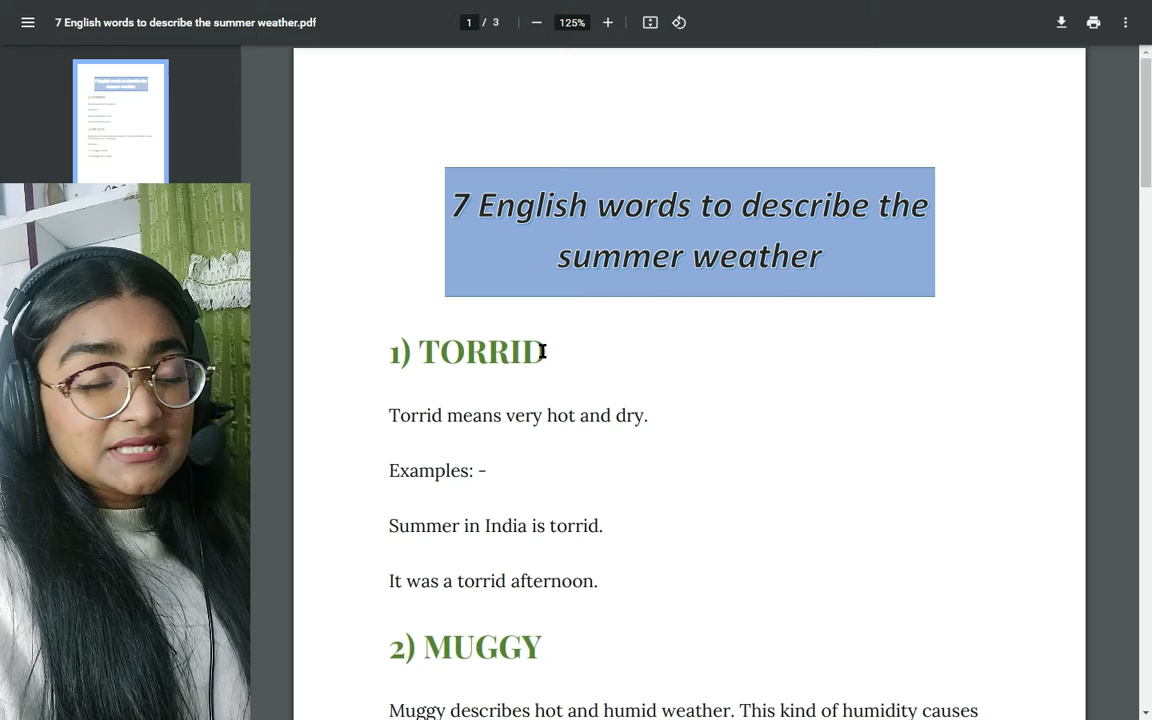 7 English words to describe the summer weather.pdf
1 / 3
125%
7 English words to describe the
summer weather
1) TORRID
Torrid means very hot and dry.
Examples: -
Summer in India is torrid.
It was a torrid afternoon.
2) MUGGY
Muggy describes hot and humid weather. This kind of humidity causes